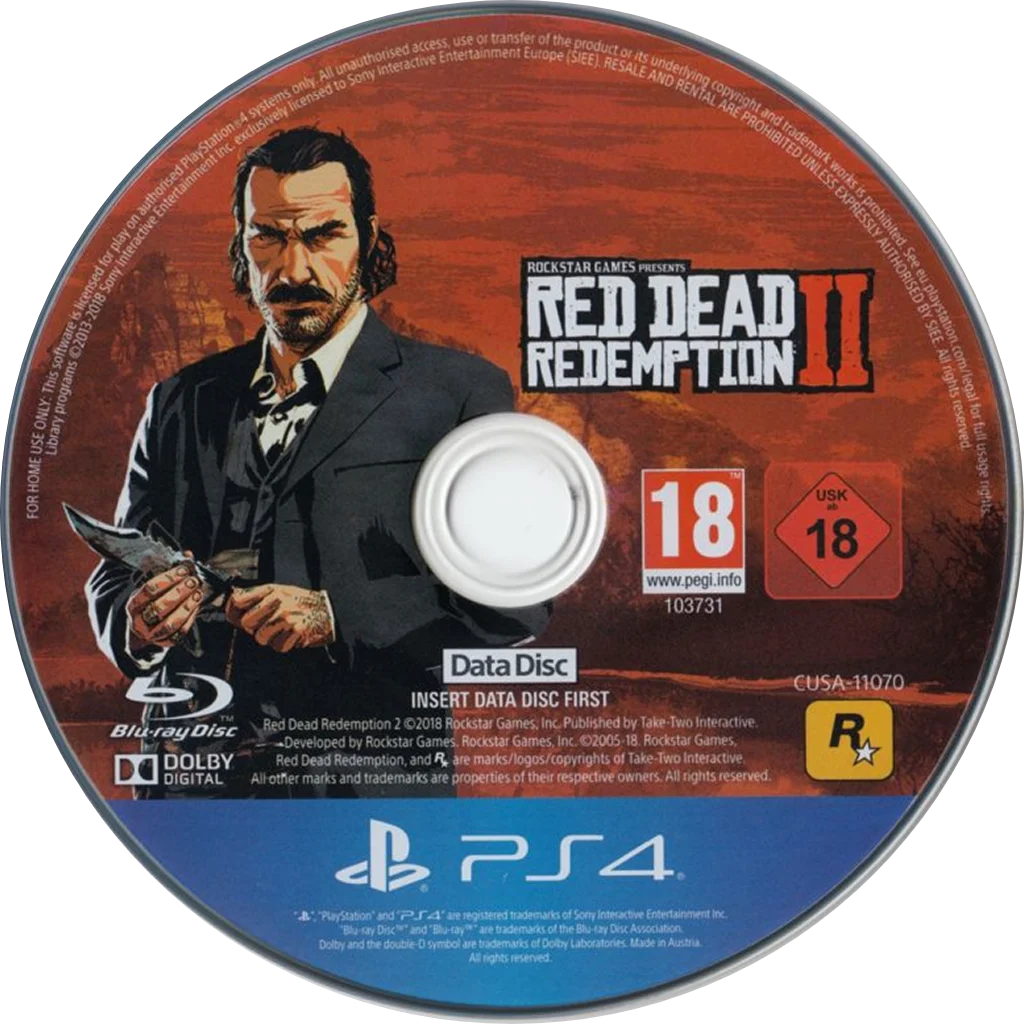 FOR HOME USE ONLY: This software is licensed for play on authorised PlayStation®4 systems only. All unauthorised access, use or transfer of the product or its underlying copyright and trademark works is prohibited. See eu.playstation.com/legal for full usage rights.
Library programs ©2013-2018 Sony Interactive Entertainment Inc. exclusively licensed to Sony Interactive Entertainment Europe (SIEE). RESALE AND RENTAL ARE PROHIBITED UNLESS EXPRESSLY AUTHORISED BY SIEE. All rights reserved.
ROCKSTAR GAMES PRESENTS
RED DEAD
REDEMPTION II
18™
www.pegi.info
103731
USK
ab
18
Data Disc
INSERT DATA DISC FIRST
CUSA-11070
Blu-ray Disc™
DOLBY
DIGITAL
Red Dead Redemption 2 ©2018 Rockstar Games, Inc. Published by Take-Two Interactive.
Developed by Rockstar Games. Rockstar Games, Inc. ©2005-18. Rockstar Games,
Red Dead Redemption, and R★ are marks/logos/copyrights of Take-Two Interactive.
All other marks and trademarks are properties of their respective owners. All rights reserved.
R★
PS4®
"PS", "PlayStation" and "PS4" are registered trademarks of Sony Interactive Entertainment Inc.
"Blu-ray Disc™" and "Blu-ray™" are trademarks of the Blu-ray Disc Association.
Dolby and the double-D symbol are trademarks of Dolby Laboratories. Made in Austria.
All rights reserved.